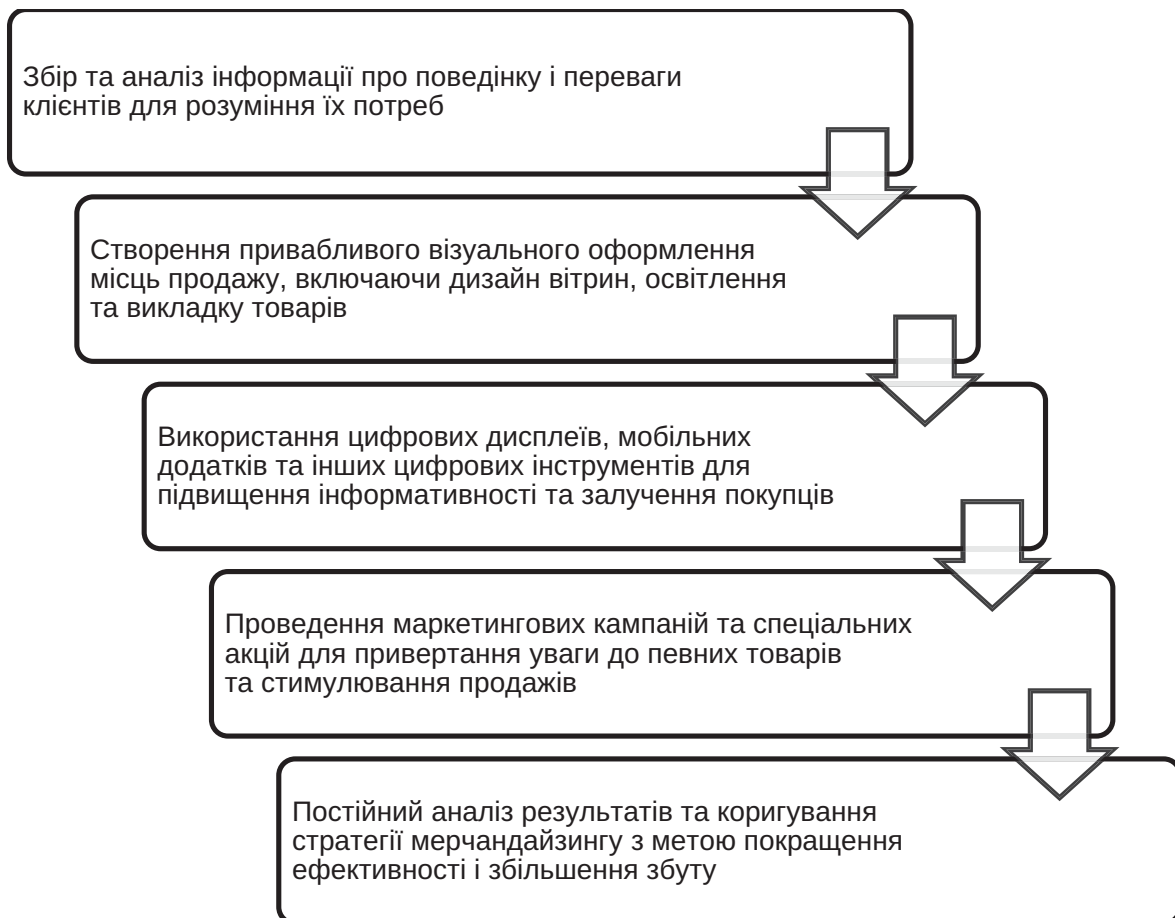 Збір та аналіз інформації про поведінку і переваги
клієнтів для розуміння їх потреб
Створення привабливого візуального оформлення
місць продажу, включаючи дизайн вітрин, освітлення
та викладку товарів
Використання цифрових дисплеїв, мобільних
додатків та інших цифрових інструментів для
підвищення інформативності та залучення покупців
Проведення маркетингових кампаній та спеціальних
акцій для привертання уваги до певних товарів
та стимулювання продажів
Постійний аналіз результатів та коригування
стратегії мерчандайзингу з метою покращення
ефективності і збільшення збуту